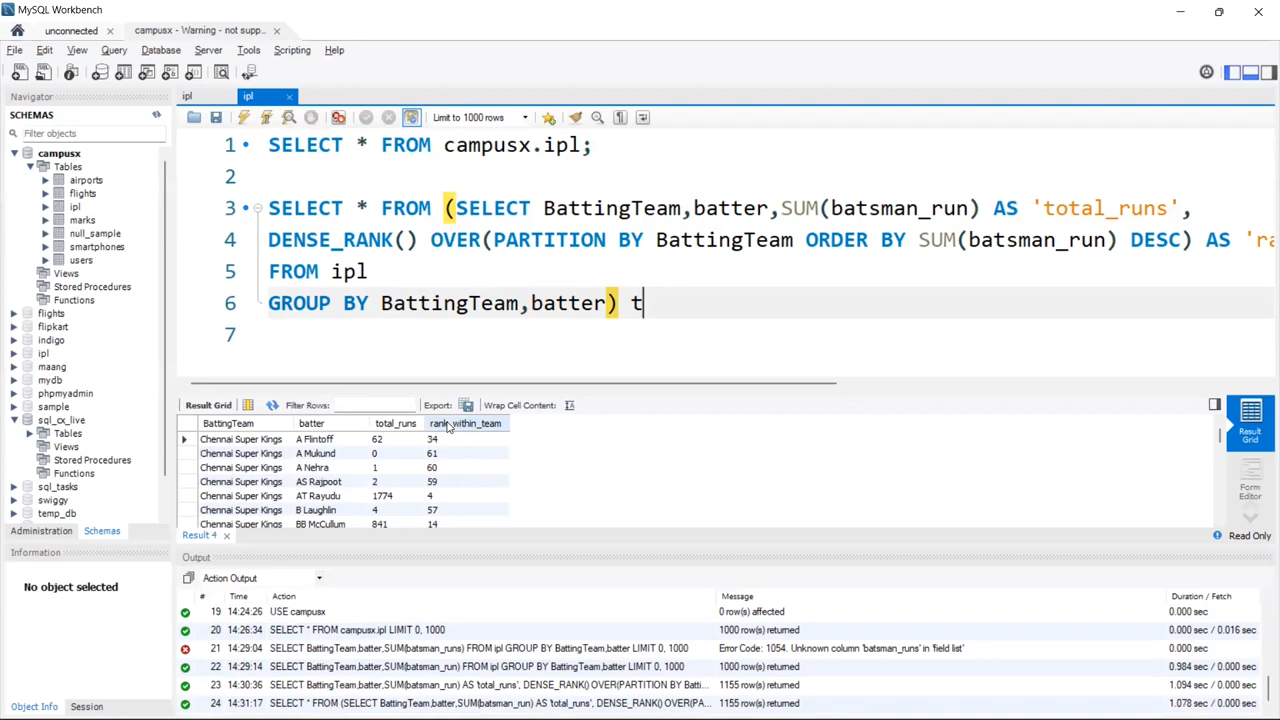 MySQL Workbench
unconnected
campusx - Warning - not supp...
File Edit View Query Database Server Tools Scripting Help
Navigator
SCHEMAS
Filter objects
campusx
Tables
airports
flights
ipl
marks
null_sample
smartphones
users
Views
Stored Procedures
Functions
flights
flipkart
indigo
ipl
maang
mydb
phpmyadmin
sample
sql_cx_live
Tables
Views
Stored Procedures
Functions
sql_tasks
swiggy
temp_db
Administration Schemas
Information
No object selected
Object Info Session
ipl ipl
Limit to 1000 rows
1 SELECT * FROM campusx.ipl;
2
3 SELECT * FROM (SELECT BattingTeam,batter,SUM(batsman_run) AS 'total_runs',
4 DENSE_RANK() OVER(PARTITION BY BattingTeam ORDER BY SUM(batsman_run) DESC) AS 'ra
5 FROM ipl
6 GROUP BY BattingTeam,batter) t
7
Result Grid Filter Rows: Export: Wrap Cell Content:
BattingTeam batter total_runs rank_within_team
Chennai Super Kings A Flintoff 62 34
Chennai Super Kings A Mukund 0 61
Chennai Super Kings A Nehra 1 60
Chennai Super Kings AS Rajpoot 2 59
Chennai Super Kings AT Rayudu 1774 4
Chennai Super Kings B Laughlin 4 57
Chennai Super Kings BB McCullum 841 14
Result Grid
Form Editor
Result 4
Read Only
Output
Action Output
# Time Action Message Duration / Fetch
19 14:24:26 USE campusx 0 row(s) affected 0.000 sec
20 14:26:34 SELECT * FROM campusx.ipl LIMIT 0, 1000 1000 row(s) returned 0.000 sec / 0.016 sec
21 14:29:04 SELECT BattingTeam,batter,SUM(batsman_runs) FROM ipl GROUP BY BattingTeam,batter LIMIT 0, 1000 Error Code: 1054. Unknown column 'batsman_runs' in 'field list' 0.000 sec
22 14:29:14 SELECT BattingTeam,batter,SUM(batsman_run) FROM ipl GROUP BY BattingTeam,batter LIMIT 0, 1000 1000 row(s) returned 0.984 sec / 0.000 sec
23 14:30:36 SELECT BattingTeam,batter,SUM(batsman_run) AS 'total_runs', DENSE_RANK() OVER(PARTITION BY Batti... 1155 row(s) returned 1.094 sec / 0.000 sec
24 14:31:17 SELECT * FROM (SELECT BattingTeam,batter,SUM(batsman_run) AS 'total_runs', DENSE_RANK() OVER(PA... 1155 row(s) returned 1.078 sec / 0.000 sec